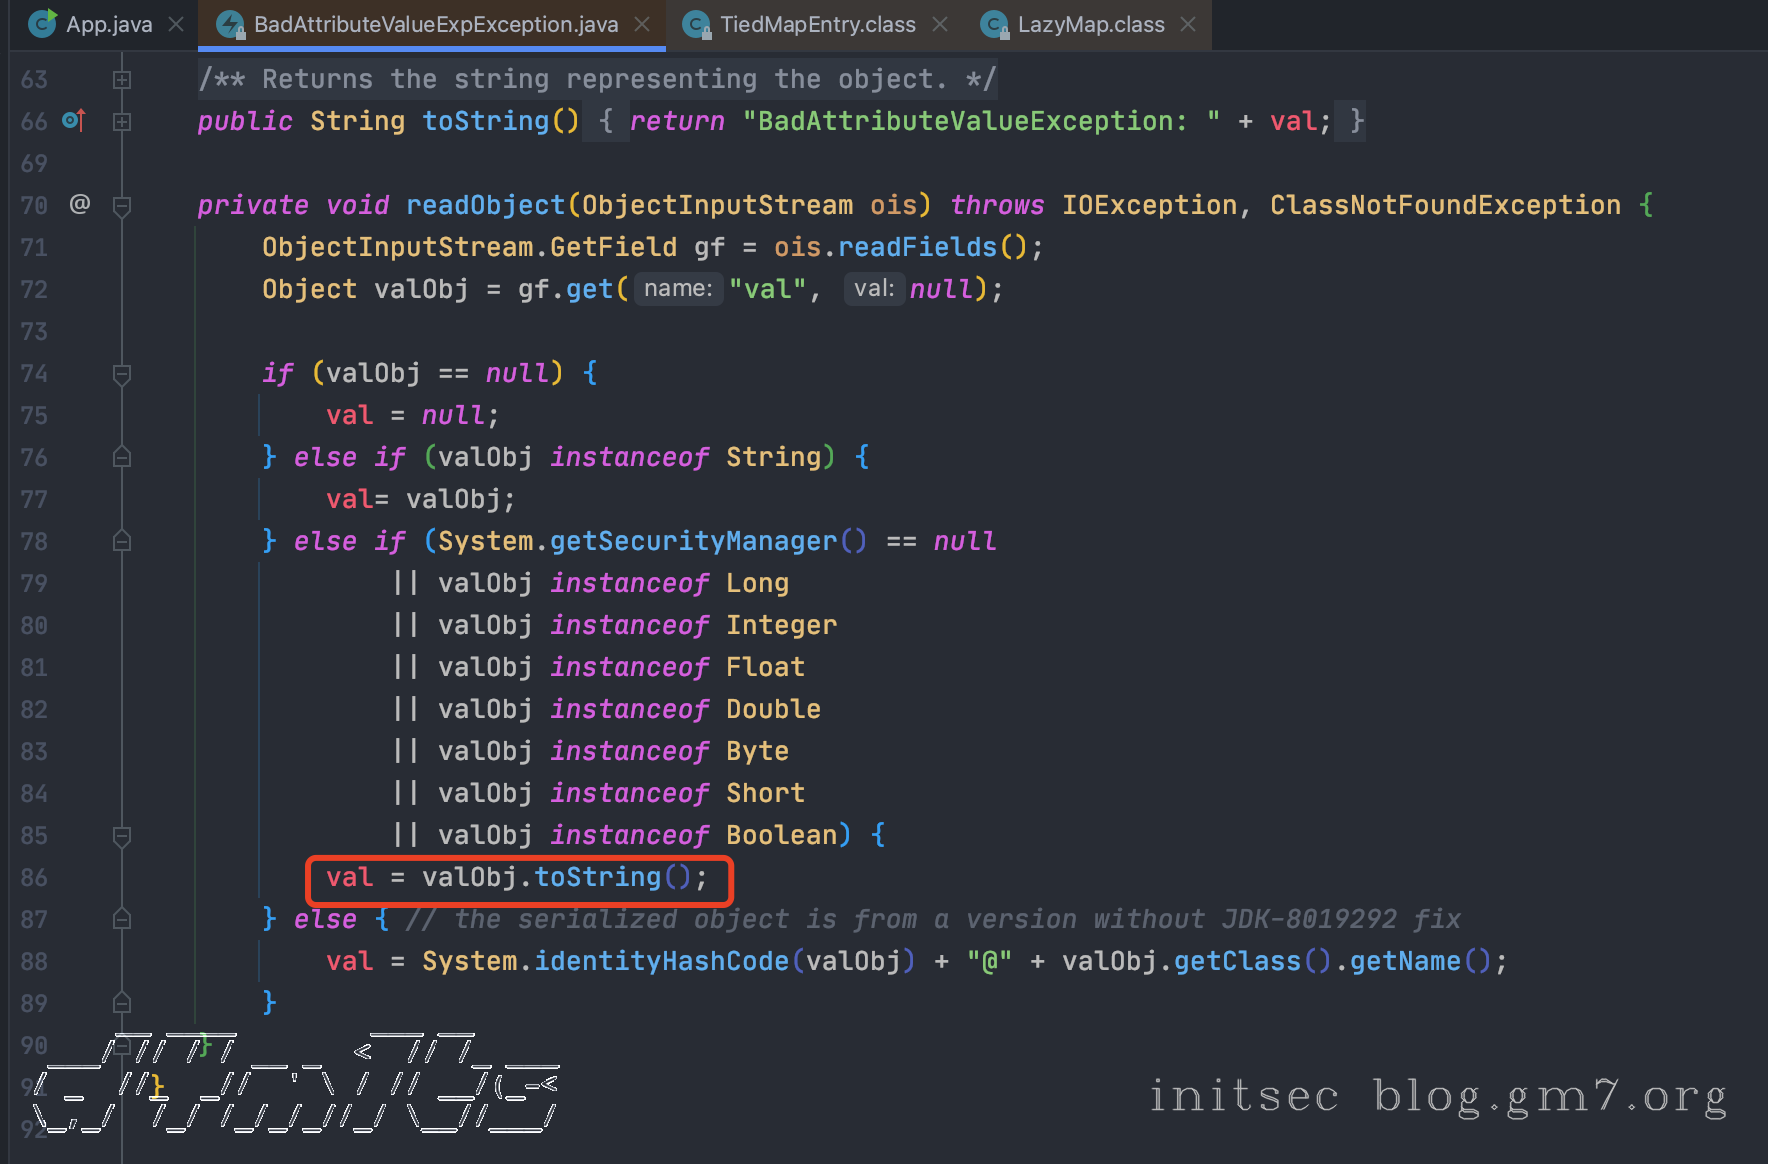 App.java BadAttributeValueExpException.java TiedMapEntry.class LazyMap.class
63 /** Returns the string representing the object. */
66 public String toString() { return "BadAttributeValueException: " + val; }
69
70 @ private void readObject(ObjectInputStream ois) throws IOException, ClassNotFoundException {
71 ObjectInputStream.GetField gf = ois.readFields();
72 Object valObj = gf.get( name: "val", val: null);
73
74 if (valObj == null) {
75 val = null;
76 } else if (valObj instanceof String) {
77 val= valObj;
78 } else if (System.getSecurityManager() == null
79 || valObj instanceof Long
80 || valObj instanceof Integer
81 || valObj instanceof Float
82 || valObj instanceof Double
83 || valObj instanceof Byte
84 || valObj instanceof Short
85 || valObj instanceof Boolean) {
86 val = valObj.toString();
87 } else { // the serialized object is from a version without JDK-8019292 fix
88 val = System.identityHashCode(valObj) + "@" + valObj.getClass().getName();
89 }
90 }
91 }
92
initsec blog.gm7.org